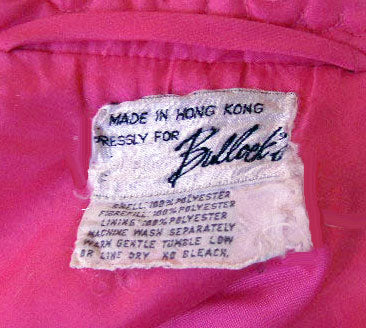 MADE IN HONG KONG
PRESSLY FOR Bullock's
SHELL 100% POLYESTER
FIBREFILL 100% POLYESTER
LINING 100% POLYESTER
MACHINE WASH SEPARATELY
WARM GENTLE TUMBLE LOW
OR LINE DRY NO BLEACH.